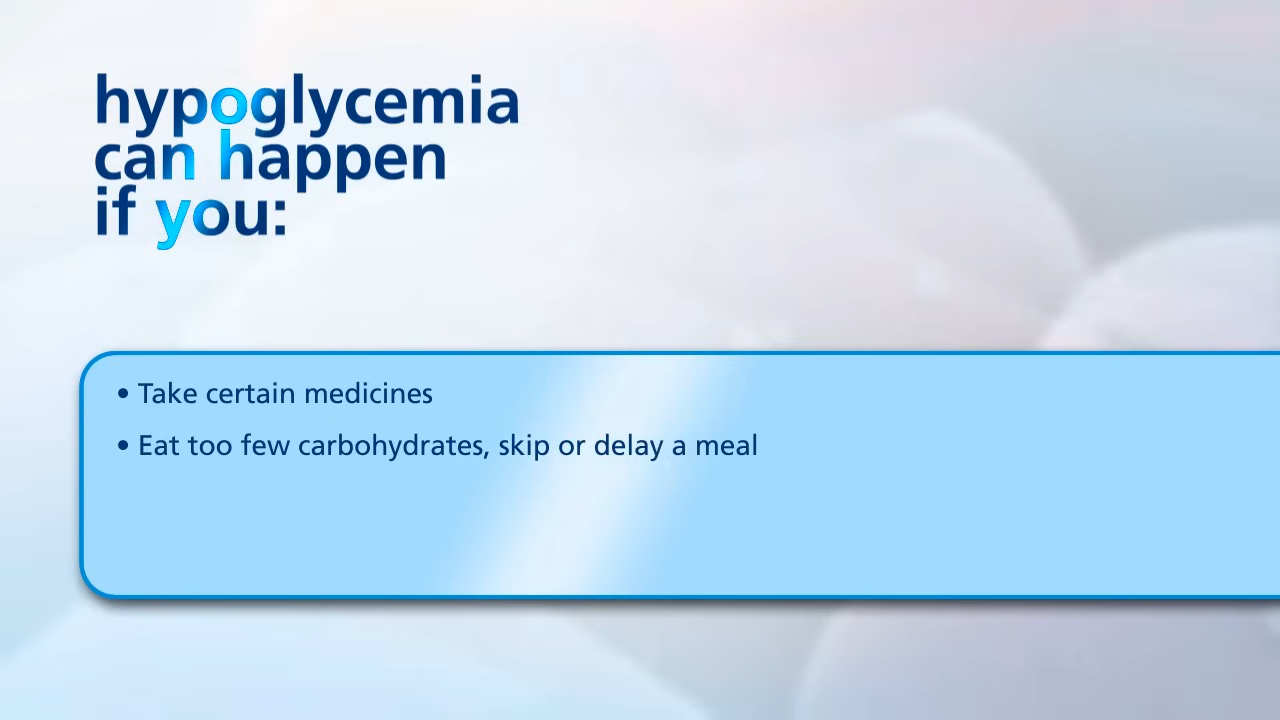 hypoglycemia
can happen
if you:
• Take certain medicines
• Eat too few carbohydrates, skip or delay a meal